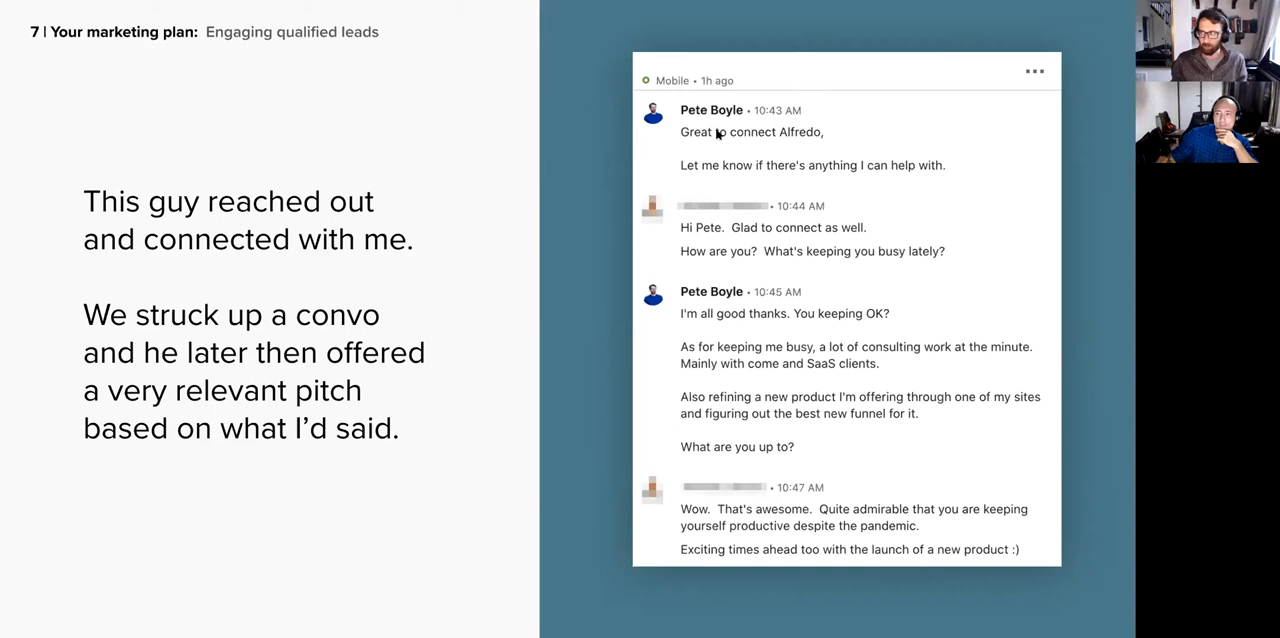 7 | Your marketing plan: Engaging qualified leads
This guy reached out
and connected with me.
We struck up a convo
and he later then offered
a very relevant pitch
based on what I'd said.
Mobile • 1h ago
Pete Boyle • 10:43 AM
Great to connect Alfredo,
Let me know if there's anything I can help with.
• 10:44 AM
Hi Pete. Glad to connect as well.
How are you? What's keeping you busy lately?
Pete Boyle • 10:45 AM
I'm all good thanks. You keeping OK?
As for keeping me busy, a lot of consulting work at the minute.
Mainly with come and SaaS clients.
Also refining a new product I'm offering through one of my sites
and figuring out the best new funnel for it.
What are you up to?
• 10:47 AM
Wow. That's awesome. Quite admirable that you are keeping
yourself productive despite the pandemic.
Exciting times ahead too with the launch of a new product :)